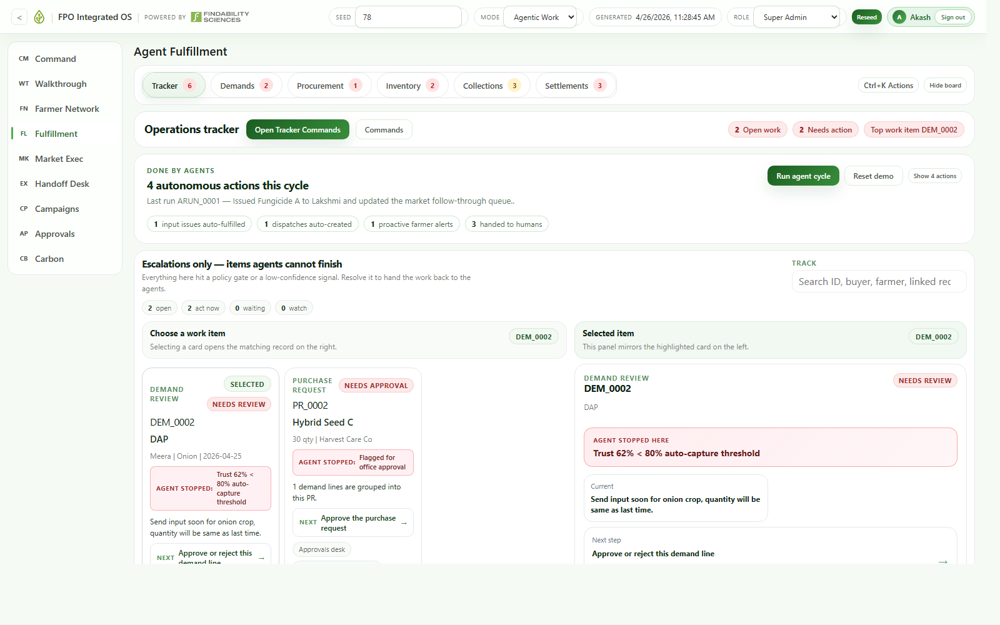 < FPO Integrated OS POWERED BY FINDABILITY SCIENCES SEED 78 MODE Agentic Work GENERATED 4/26/2026, 11:28:45 AM ROLE Super Admin Reseed A Akash Sign out
CM Command
WT Walkthrough
FN Farmer Network
FL Fulfillment
MK Market Exec
EX Handoff Desk
CP Campaigns
AP Approvals
CB Carbon
Agent Fulfillment
Tracker 6 Demands 2 Procurement 1 Inventory 2 Collections 3 Settlements 3 Ctrl+K Actions Hide board
Operations tracker Open Tracker Commands Commands 2 Open work 2 Needs action Top work item DEM_0002
DONE BY AGENTS
4 autonomous actions this cycle
Last run ARUN_0001 — Issued Fungicide A to Lakshmi and updated the market follow-through queue..
Run agent cycle Reset demo Show 4 actions
1 input issues auto-fulfilled 1 dispatches auto-created 1 proactive farmer alerts 3 handed to humans
Escalations only — items agents cannot finish
Everything here hit a policy gate or a low-confidence signal. Resolve it to hand the work back to the
agents.
TRACK
Search ID, buyer, farmer, linked rec
2 open 2 act now 0 waiting 0 watch
Choose a work item
Selecting a card opens the matching record on the right.
DEM_0002
Selected item
This panel mirrors the highlighted card on the left.
DEM_0002
DEMAND
REVIEW
SELECTED
NEEDS REVIEW
DEM_0002
DAP
Meera | Onion | 2026-04-25
AGENT STOPPED:
Trust 62% <
80% auto-
capture
threshold
Send input soon for onion crop,
quantity will be same as last time.
NEXT Approve or reject this →
demand line
PURCHASE
REQUEST
NEEDS APPROVAL
PR_0002
Hybrid Seed C
30 qty | Harvest Care Co
AGENT STOPPED:
Flagged for
office approval
1 demand lines are grouped into
this PR.
NEXT Approve the purchase →
request
Approvals desk
DEMAND REVIEW
DEM_0002
NEEDS REVIEW
DAP
AGENT STOPPED HERE
Trust 62% < 80% auto-capture threshold
Current
Send input soon for onion crop, quantity will be
same as last time.
Next step
Approve or reject this demand line
→